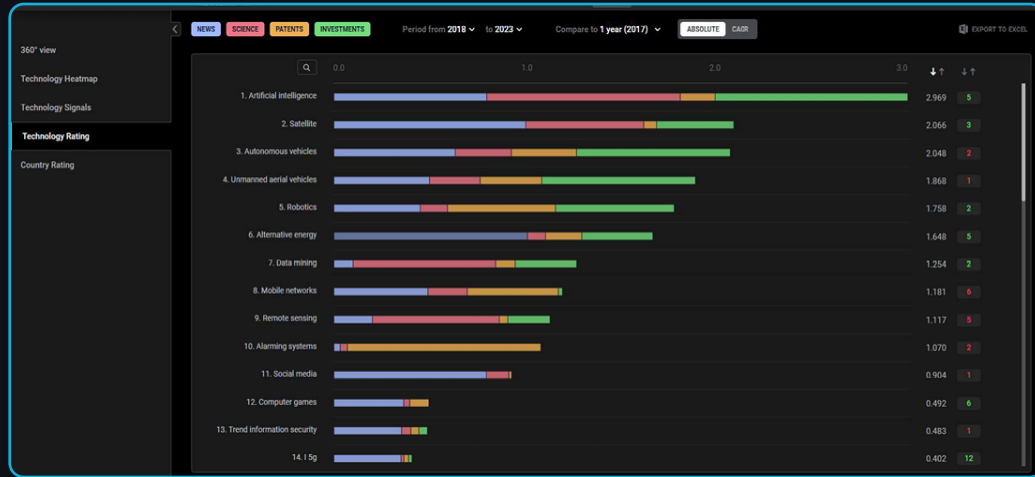 NEWS SCIENCE PATENTS INVESTMENTS Period from 2018 to 2023 Compare to 1 year (2017) ABSOLUTE CAGR EXPORT TO EXCEL
360° view
Technology Heatmap
Technology Signals
Technology Rating
Country Rating
0.0 1.0 2.0 3.0
1. Artificial intelligence 2.969 5
2. Satellite 2.066 3
3. Autonomous vehicles 2.048 2
4. Unmanned aerial vehicles 1.868 1
5. Robotics 1.758 2
6. Alternative energy 1.648 5
7. Data mining 1.254 2
8. Mobile networks 1.181 6
9. Remote sensing 1.117 5
10. Alarming systems 1.070 2
11. Social media 0.904 1
12. Computer games 0.492 6
13. Trend information security 0.483 1
14. I 5g 0.402 12